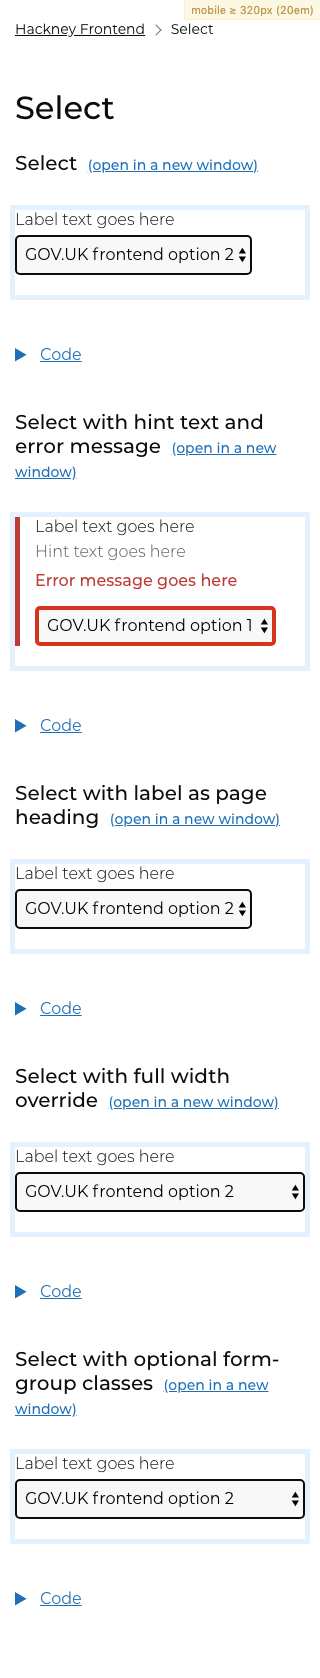 mobile ≥ 320px (20em)
Hackney Frontend > Select
Select
Select (open in a new window)
Label text goes here
GOV.UK frontend option 2
Code
Select with hint text and
error message (open in a new
window)
Label text goes here
Hint text goes here
Error message goes here
GOV.UK frontend option 1
Code
Select with label as page
heading (open in a new window)
Label text goes here
GOV.UK frontend option 2
Code
Select with full width
override (open in a new window)
Label text goes here
GOV.UK frontend option 2
Code
Select with optional form-
group classes (open in a new
window)
Label text goes here
GOV.UK frontend option 2
Code